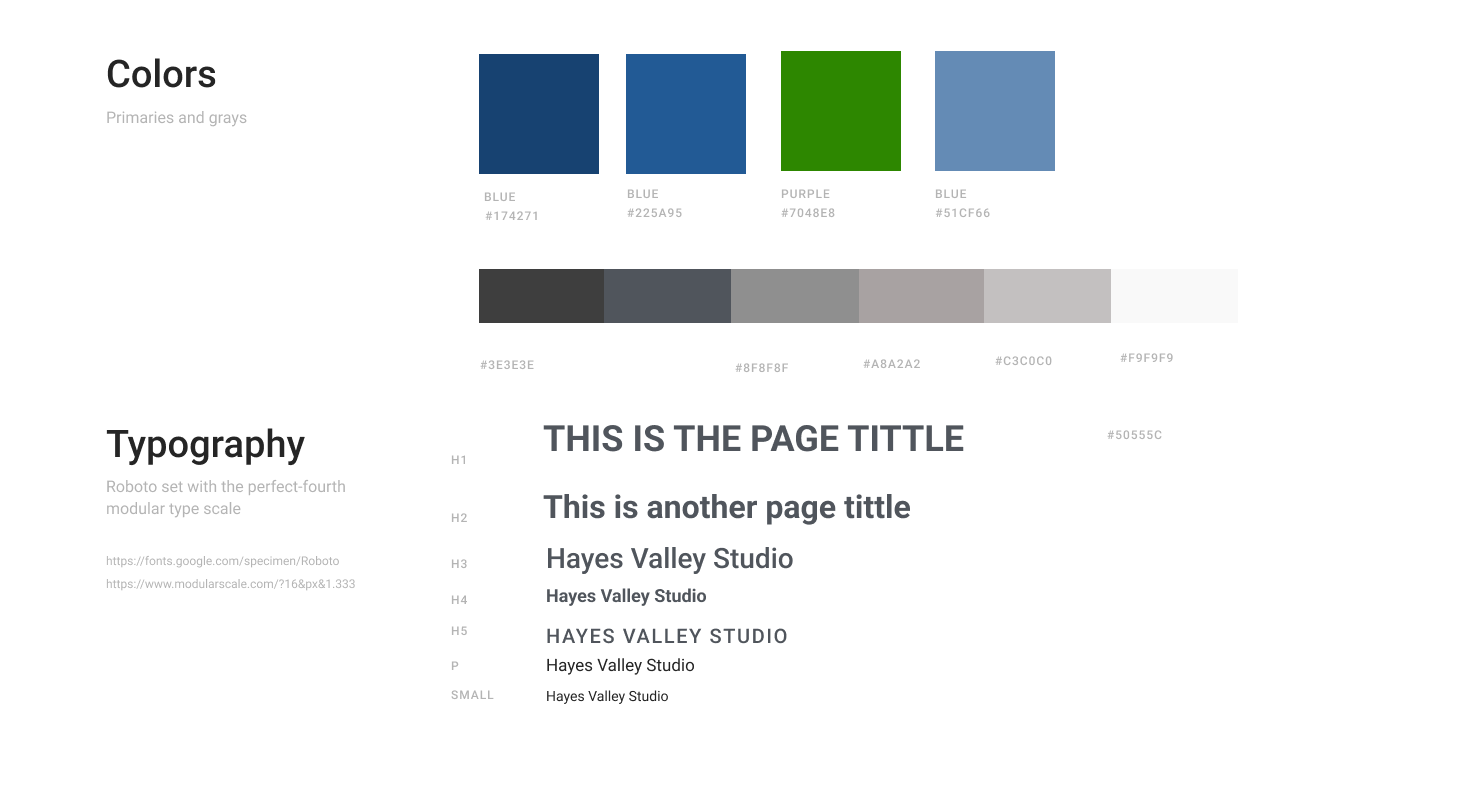 Colors
Primaries and grays
BLUE
#174271
BLUE
#225A95
PURPLE
#7048E8
BLUE
#51CF66
#3E3E3E
#8F8F8F
#A8A2A2
#C3C0C0
#F9F9F9
Typography
Roboto set with the perfect-fourth
modular type scale
https://fonts.google.com/specimen/Roboto
https://www.modularscale.com/?16&px&1.333
H1
THIS IS THE PAGE TITTLE
#50555C
H2
This is another page tittle
H3
Hayes Valley Studio
H4
Hayes Valley Studio
H5
HAYES VALLEY STUDIO
P
Hayes Valley Studio
SMALL
Hayes Valley Studio